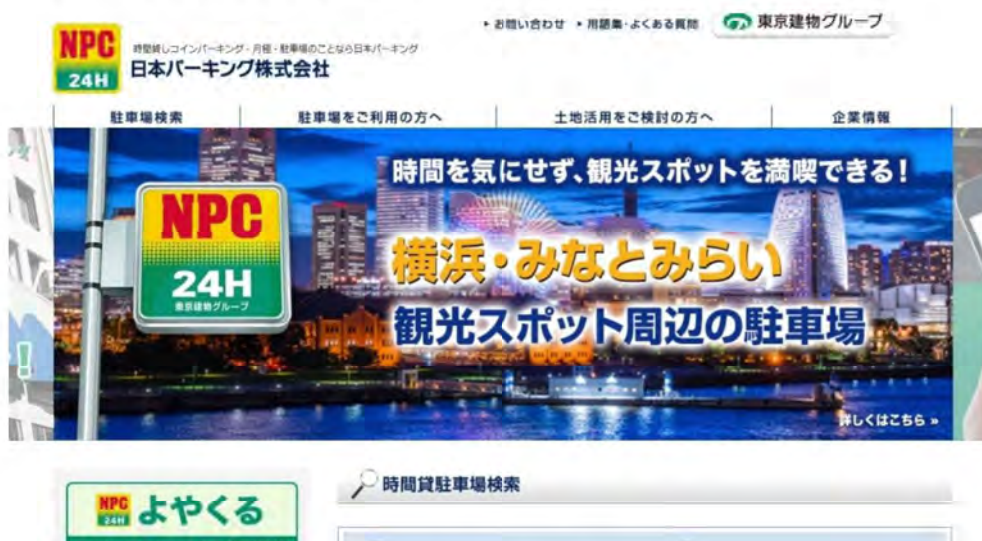 お問い合わせ 用語集・よくある質問 東京建物グループ
NPC
24H
時間貸しコインパーキング・月極・駐車場のことなら日本パーキング
日本パーキング株式会社
駐車場検索 駐車場をご利用の方へ 土地活用をご検討の方へ 企業情報
時間を気にせず、観光スポットを満喫できる!
NPC
24H
東京建物グループ
横浜・みなとみらい
観光スポット周辺の駐車場
詳しくはこちら »
!
NPC
24H
よやくる
時間貸駐車場検索